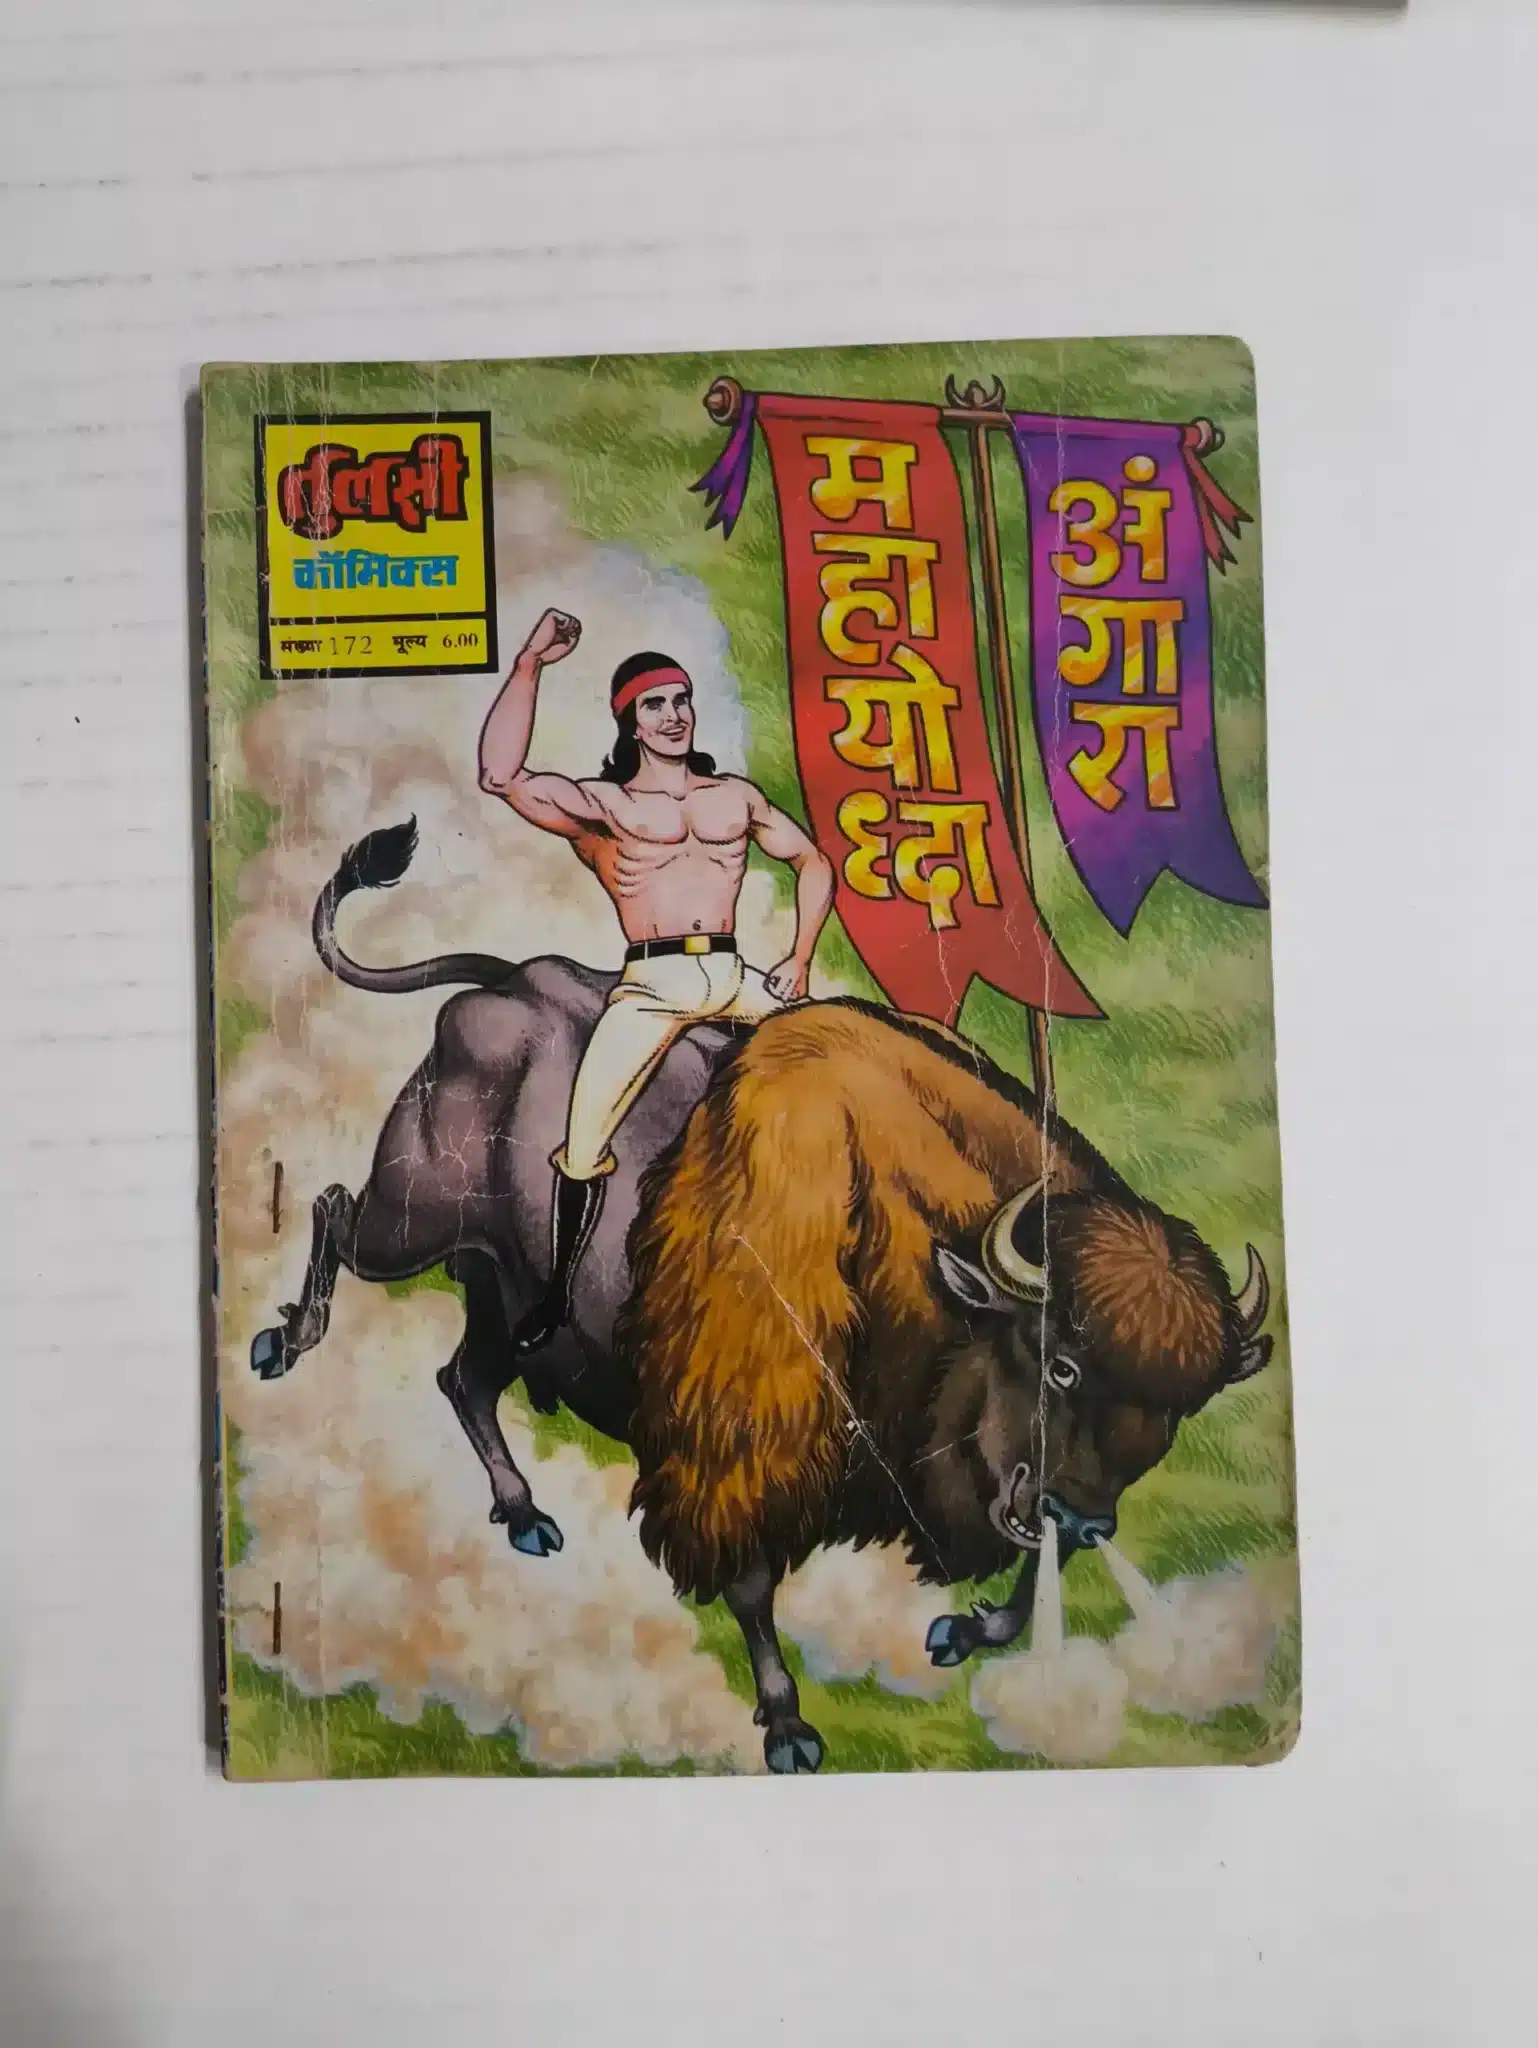 तुलसी
कॉमिक्स
संख्या 172 मूल्य 6.00
महायोध्दा
अंगारा